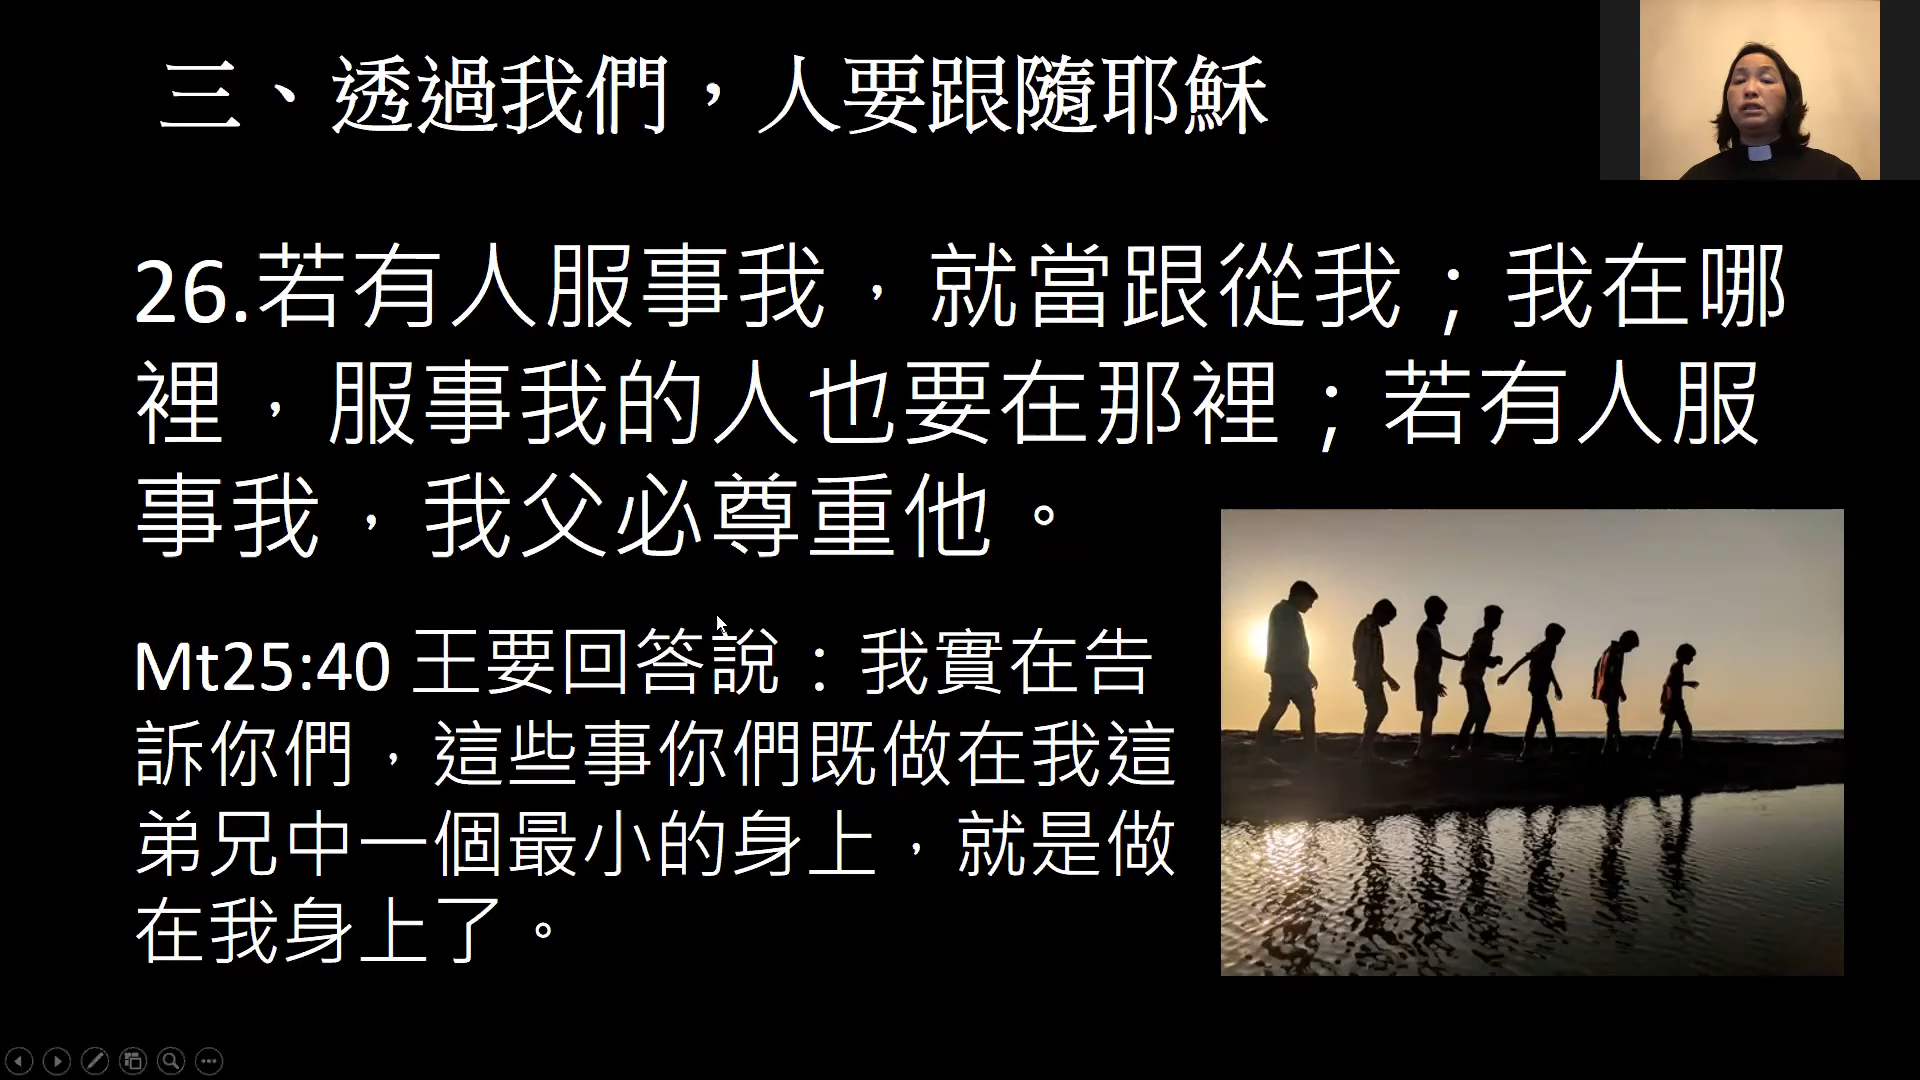 三、透過我們，人要跟隨耶穌
26.若有人服事我，就當跟從我；我在哪
裡，服事我的人也要在那裡；若有人服
事我，我父必尊重他。
Mt25:40 王要回答說：我實在告
訴你們，這些事你們既做在我這
弟兄中一個最小的身上，就是做
在我身上了。